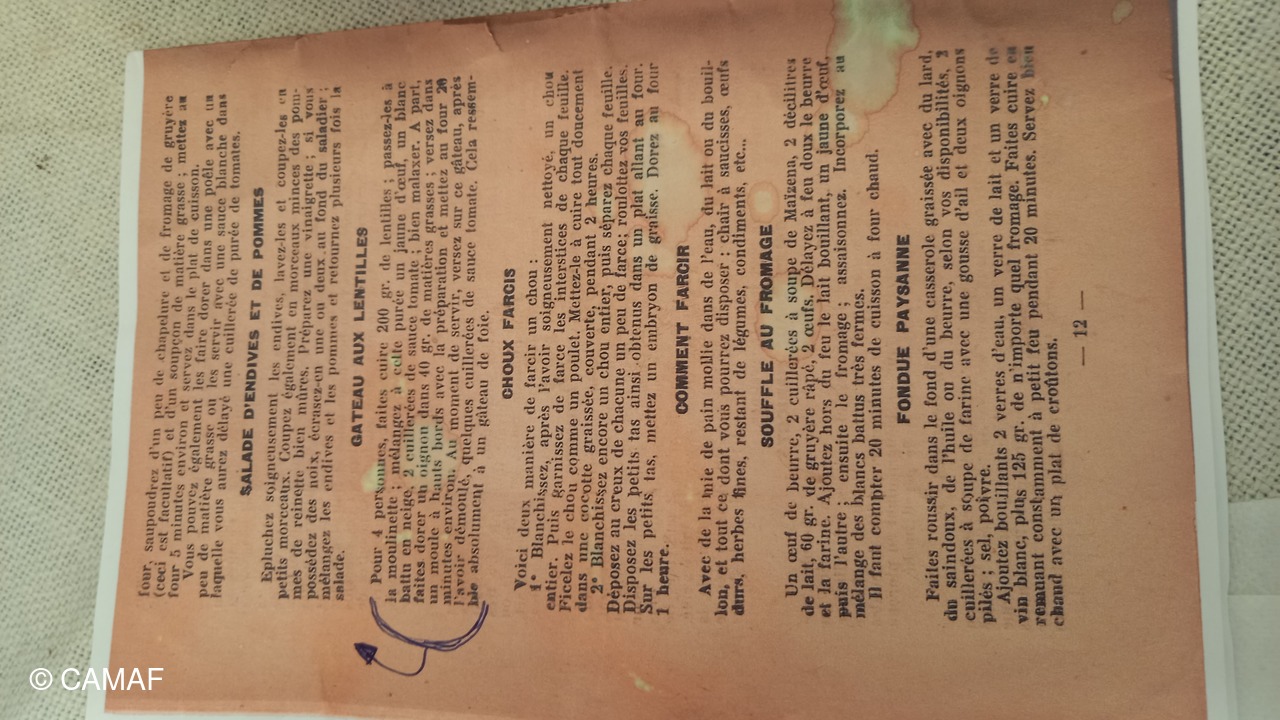 four, saupoudrez d'un peu de chapelure et de fromage de gruyère
(ceci est facultatif) et d'un soupçon de matière grasse ; mettez au
four 5 minutes environ et servez dans le plat de cuisson.
Vous pouvez également les faire dorer dans une poêle avec un
peu de matière grasse ou les servir avec une sauce blanche dans
laquelle vous aurez délayé une cuillerée de purée de tomates.
SALADE D'ENDIVES ET DE POMMES
Epluchez soigneusement les endives, lavez-les et coupez-les en
petits morceaux. Coupez également en morceaux minces des pom-
mes de reinette bien mûres. Préparez une vinaigrette ; si vous
possédez des noix, écrasez-en une ou deux au fond du saladier ;
mélangez les endives et les pommes et retournez plusieurs fois la
salade.
GATEAU AUX LENTILLES
Pour 4 personnes, faites cuire 200 gr. de lentilles ; passez-les à
la moulinette ; mélangez à cette purée un jaune d'œuf, un blanc
battu en neige, 2 cuillerées de sauce tomate ; bien malaxer. A part,
faites dorer un oignon dans 40 gr. de matières grasses ; versez dans
un moule à hauts bords avec la préparation et mettez au four 20
minutes environ. Au moment de servir, versez sur ce gâteau, après
l'avoir démoulé, quelques cuillerées de sauce tomate. Cela ressem-
ble absolument à un gâteau de foie.
CHOUX FARCIS
Voici deux manière de farcir un chou :
1° Blanchissez, après l'avoir soigneusement nettoyé, un chou
entier. Puis garnissez de farce les interstices de chaque feuille.
Ficelez le chou comme un poulet. Mettez-le à cuire tout doucement
dans une cocotte graissée, couverte, pendant 2 heures.
2° Blanchissez encore un chou entier, puis séparez chaque feuille.
Déposez au creux de chacune un peu de farce ; roulottez vos feuilles.
Disposez les petits tas ainsi obtenus dans un plat allant au four.
Sur les petits tas, mettez un embryon de graisse. Dorez au four
1 heure.
COMMENT FARCIR
Avec de la mie de pain mollie dans de l'eau, du lait ou du bouil-
lon, et tout ce dont vous pourrez disposer : chair à saucisses, œufs
durs, herbes fines, restant de légumes, condiments, etc...
SOUFFLE AU FROMAGE
Un œuf de beurre, 2 cuillerées à soupe de Maïzena, 2 décilitres
de lait, 60 gr. de gruyère râpé, 2 œufs. Délayez à feu doux le beurre
et la farine. Ajoutez hors du feu le lait bouillant, un jaune d'œuf,
puis l'autre ; ensuite le fromage ; assaisonnez. Incorporez au
mélange des blancs battus très fermes.
Il faut compter 20 minutes de cuisson à four chaud.
FONDUE PAYSANNE
Faites roussir dans le fond d'une casserole graissée avec du lard,
du saindoux, de l'huile ou du beurre, selon vos disponibilités, 2
cuillerées à soupe de farine avec une gousse d'ail et deux oignons
pilés ; sel, poivre.
Ajoutez bouillants 2 verres d'eau, un verre de lait et un verre de
vin blanc, plus 125 gr. de n'importe quel fromage. Faites cuire en
remuant constamment à petit feu pendant 20 minutes. Servez bien
chaud avec un plat de croûtons.
— 12 —
© CAMAF